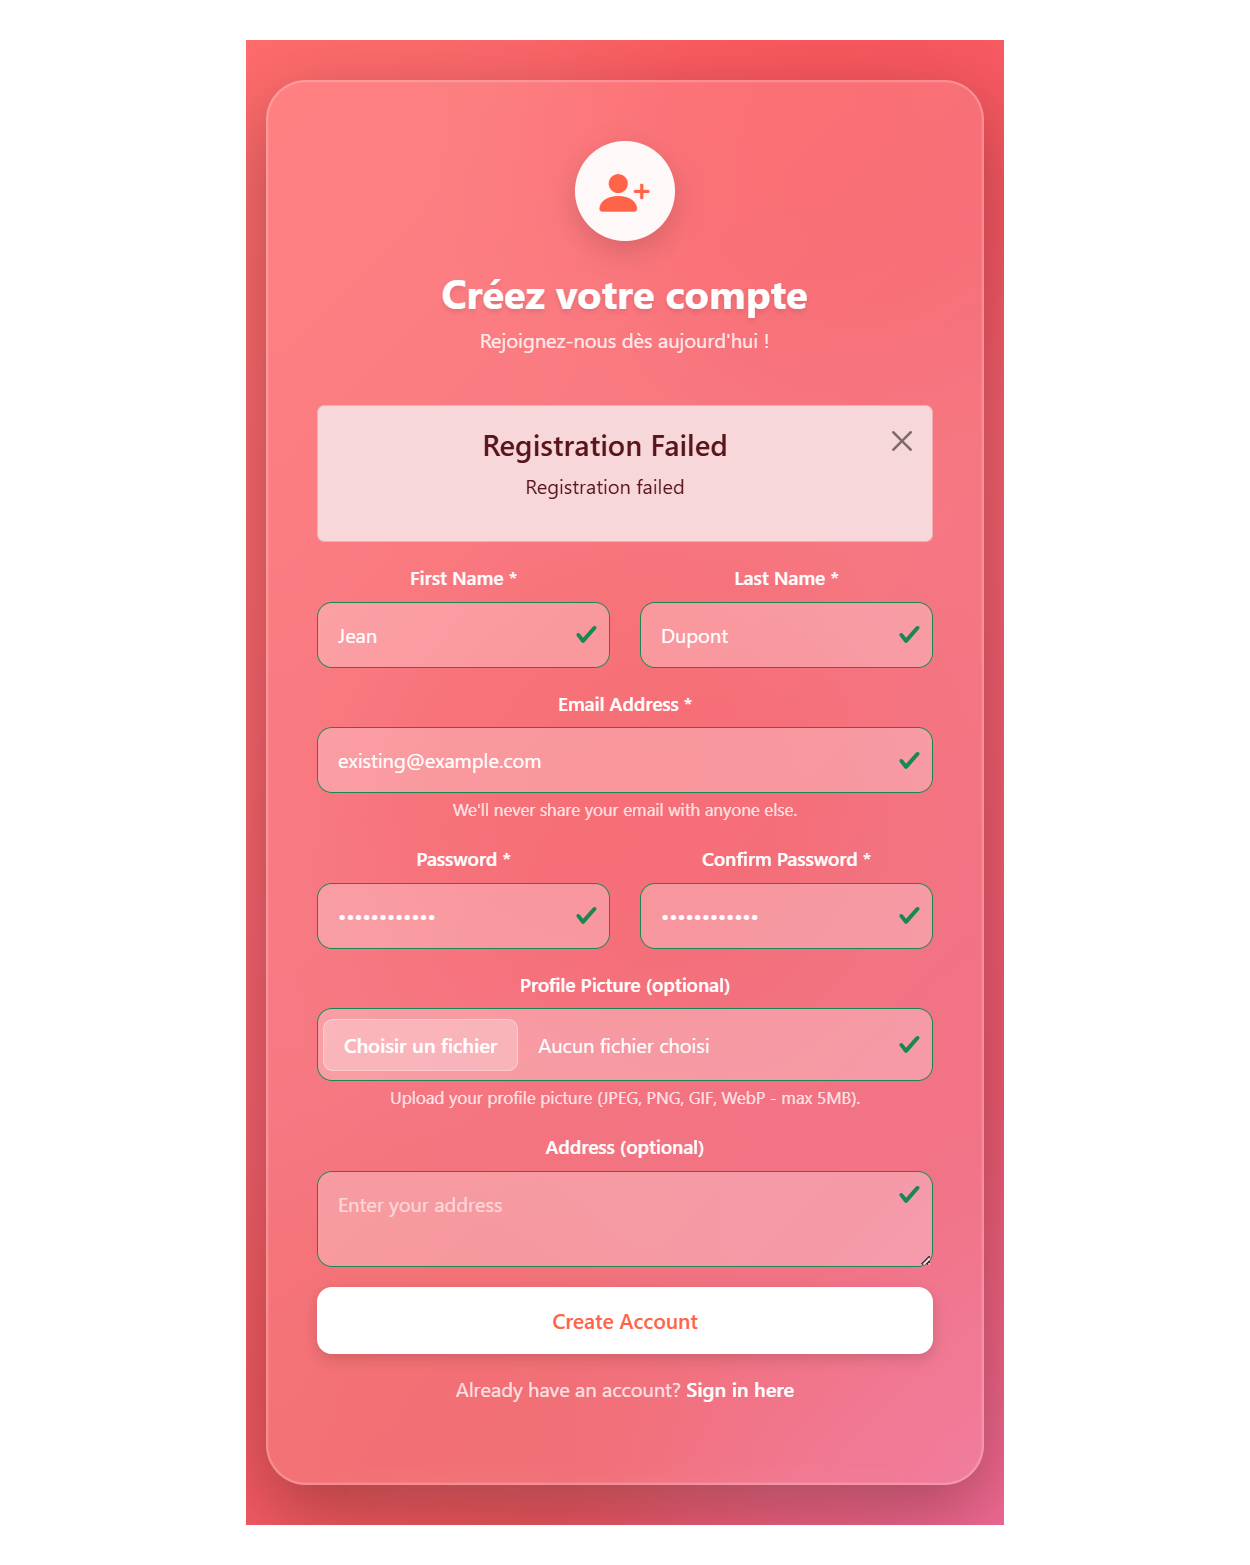 Créez votre compte
Rejoignez-nous dès aujourd'hui !
Registration Failed
Registration failed
First Name *
Last Name *
Jean
Dupont
Email Address *
existing@example.com
We'll never share your email with anyone else.
Password *
Confirm Password *
••••••••••••
••••••••••••
Profile Picture (optional)
Choisir un fichier Aucun fichier choisi
Upload your profile picture (JPEG, PNG, GIF, WebP - max 5MB).
Address (optional)
Enter your address
Create Account
Already have an account? Sign in here